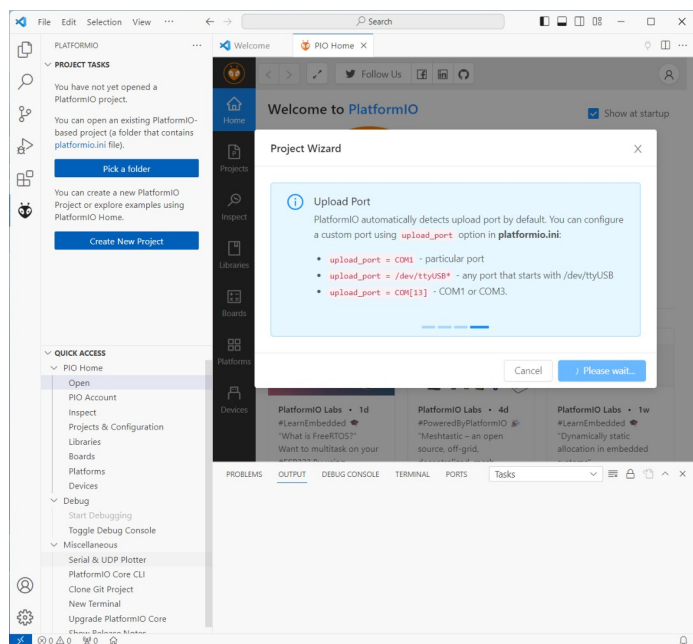 File Edit Selection View ···
Search
PLATFORMIO ···
Welcome
PIO Home
PROJECT TASKS
You have not yet opened a
PlatformIO project.
You can open an existing PlatformIO-
based project (a folder that contains
platformio.ini file).
Pick a folder
You can create a new PlatformIO
Project or explore examples using
PlatformIO Home.
Create New Project
QUICK ACCESS
PIO Home
Open
PIO Account
Inspect
Projects & Configuration
Libraries
Boards
Platforms
Devices
Debug
Start Debugging
Toggle Debug Console
Miscellaneous
Serial & UDP Plotter
PlatformIO Core CLI
Clone Git Project
New Terminal
Upgrade PlatformIO Core
Show Release Notes
Follow Us
Home
Projects
Inspect
Libraries
Boards
Platforms
Devices
Welcome to PlatformIO
Show at startup
Project Wizard
Upload Port
PlatformIO automatically detects upload port by default. You can configure
a custom port using upload_port option in platformio.ini:
• upload_port = COM1 - particular port
• upload_port = /dev/ttyUSB* - any port that starts with /dev/ttyUSB
• upload_port = COM[13] - COM1 or COM3.
Cancel
Please wait...
PlatformIO Labs • 1d
#LearnEmbedded
"What is FreeRTOS?"
Want to multitask on your
PlatformIO Labs • 4d
#PoweredByPlatformIO
"Meshtastic – an open
source, off-grid,
PlatformIO Labs • 1w
#LearnEmbedded
"Dynamically static
allocation in embedded
PROBLEMS OUTPUT DEBUG CONSOLE TERMINAL PORTS
Tasks
0 0 0